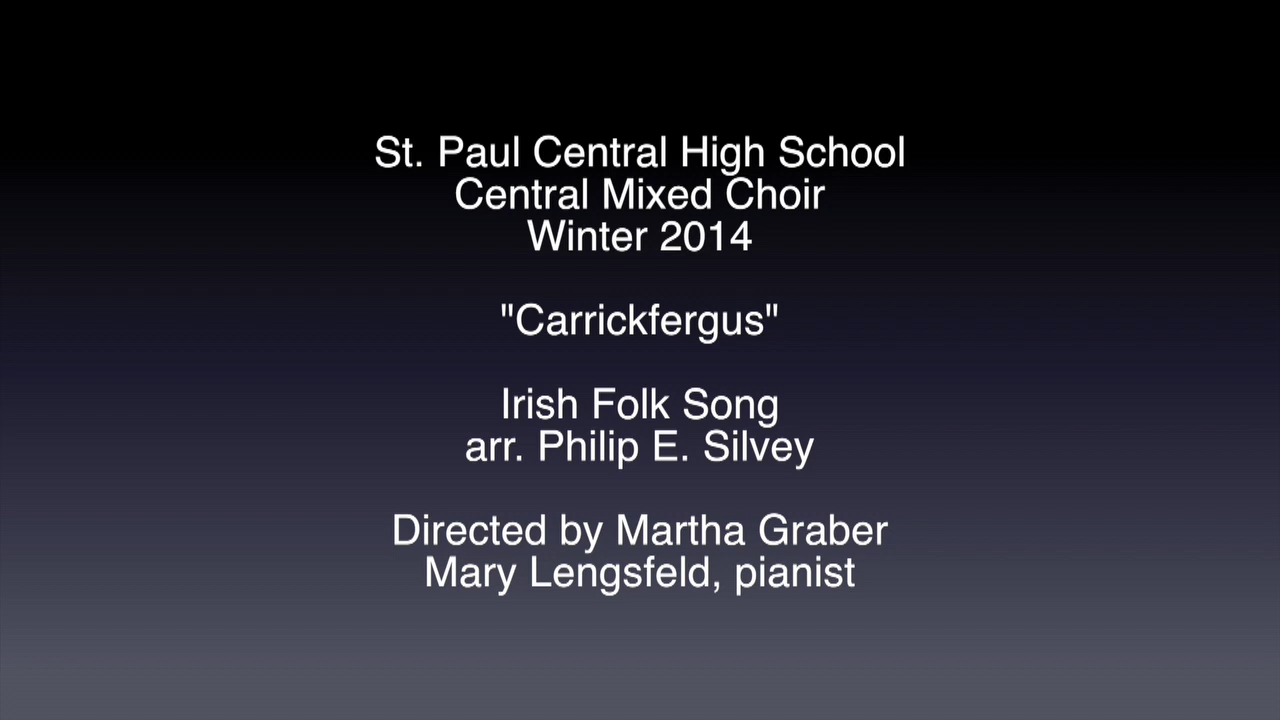 St. Paul Central High School
Central Mixed Choir
Winter 2014
"Carrickfergus"
Irish Folk Song
arr. Philip E. Silvey
Directed by Martha Graber
Mary Lengsfeld, pianist